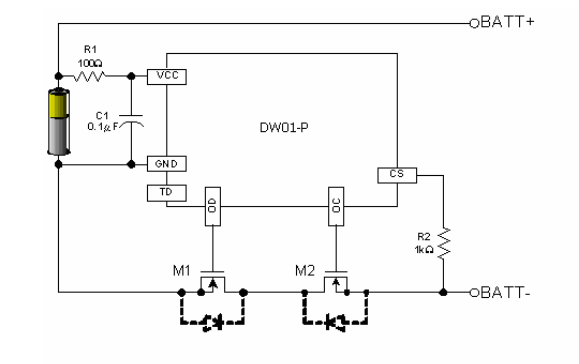 BATT+
R1
100Ω
VCC
C1
0.1μF
DW01-P
GND
TD
CS
OD
OC
R2
1kΩ
M1
M2
BATT-